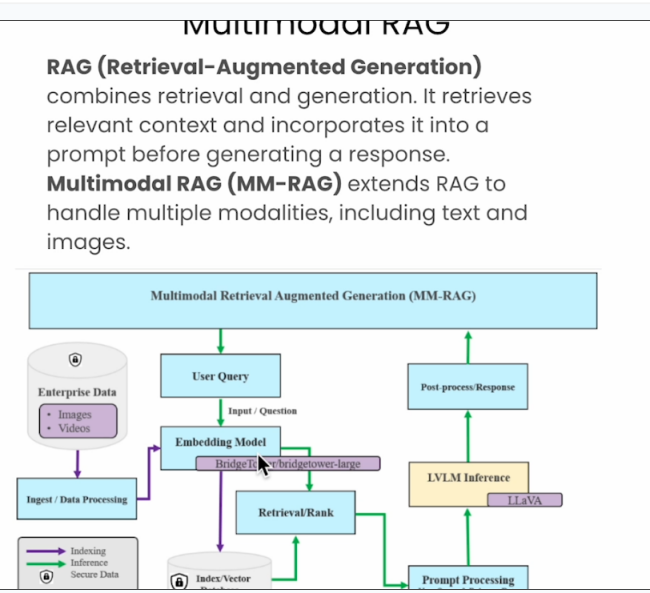 Multimodal RAG
RAG (Retrieval-Augmented Generation)
combines retrieval and generation. It retrieves
relevant context and incorporates it into a
prompt before generating a response.
Multimodal RAG (MM-RAG) extends RAG to
handle multiple modalities, including text and
images.
Multimodal Retrieval Augmented Generation (MM-RAG)
Enterprise Data
• Images
• Videos
User Query
Input / Question
Embedding Model
BridgeTower/bridgetower-large
Ingest / Data Processing
Retrieval/Rank
Post-process/Response
LVLM Inference
LLaVA
Indexing
Inference
Secure Data
Index/Vector
Prompt Processing